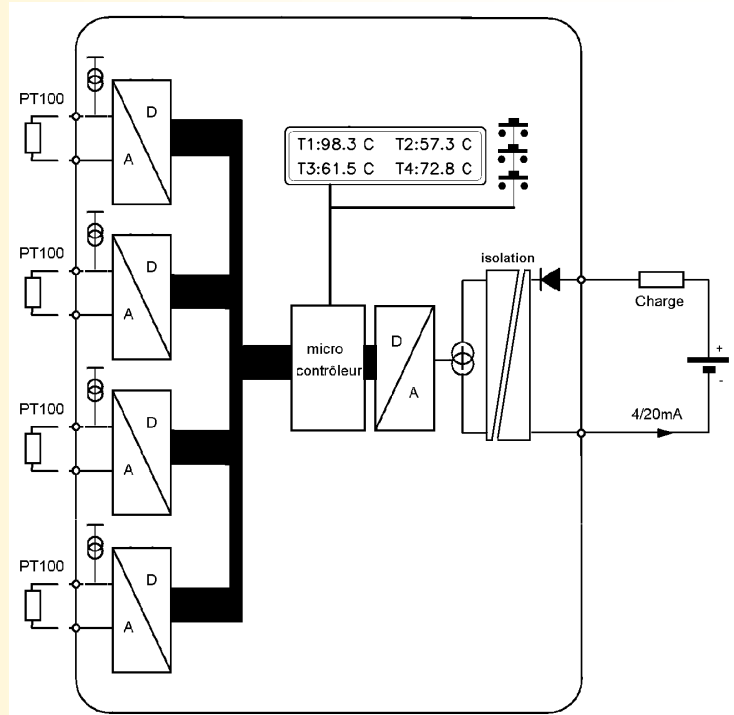 PT100
D
A
T1:98.3 C T2:57.3 C
T3:61.5 C T4:72.8 C
PT100
D
A
isolation
Charge
micro
contrôleur
D
A
+
-
4/20mA
PT100
D
A
PT100
D
A